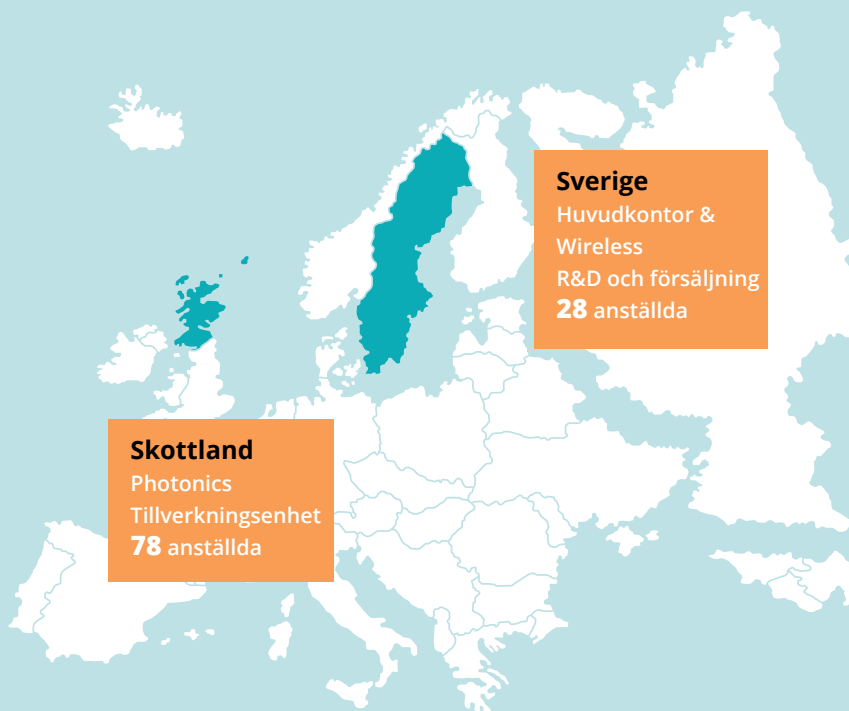 Sverige
Huvudkontor &
Wireless
R&D och försäljning
28 anställda
Skottland
Photonics
Tillverkningsenhet
78 anställda